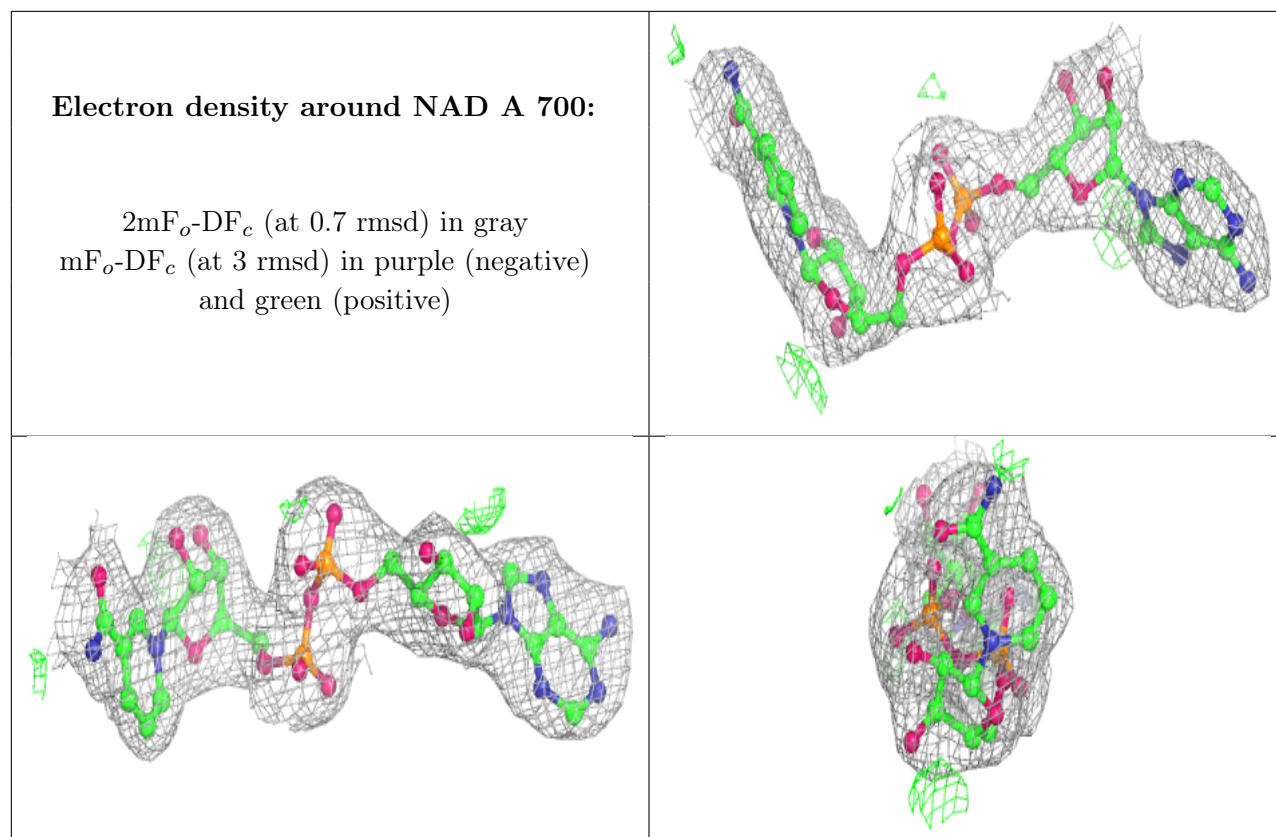 Electron density around NAD A 700:
2mFo-DFc (at 0.7 rmsd) in gray
mFo-DFc (at 3 rmsd) in purple (negative)
and green (positive)